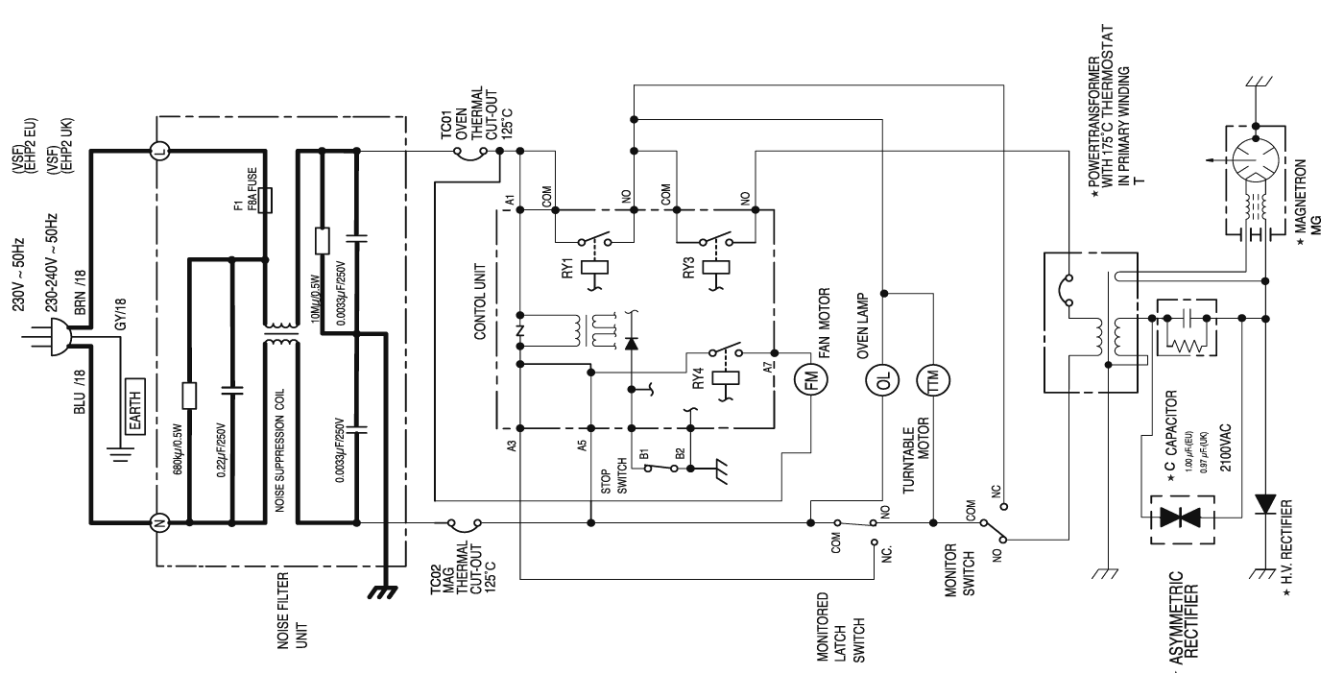 230V ~ 50Hz
(VSF)
(EHP2 EU)
230-240V ~ 50Hz
(VSF)
(EHP2 UK)
BRN /18
GY/18
BLU /18
EARTH
L
N
F1
F8A FUSE
680kμ/0.5W
0.22μF/250V
NOISE SUPPRESSION COIL
10Mμ/0.5W
0.0033μF/250V
0.0033μF/250V
NOISE FILTER
UNIT
TC01
OVEN
THERMAL
CUT-OUT
125°C
TC02
MAG
THERMAL
CUT-OUT
125°C
CONTOL UNIT
A1
COM
NO
COM
NO
RY1
RY3
RY4
A3
A5
A7
B1
B2
STOP
SWITCH
FM
FAN MOTOR
OL
OVEN LAMP
TTM
TURNTABLE
MOTOR
COM
NO
NC.
MONITORED
LATCH
SWITCH
COM
NC
NO
MONITOR
SWITCH
★ POWERTRANSFORMER
WITH 175°C THERMOSTAT
IN PRIMARY WINDING
T
★ MAGNETRON
MG
★ C CAPACITOR
1.00 μF-(EU)
0.97 μF-(UK)
2100VAC
★ H.V. RECTIFIER
ASYMMETRIC
RECTIFIER